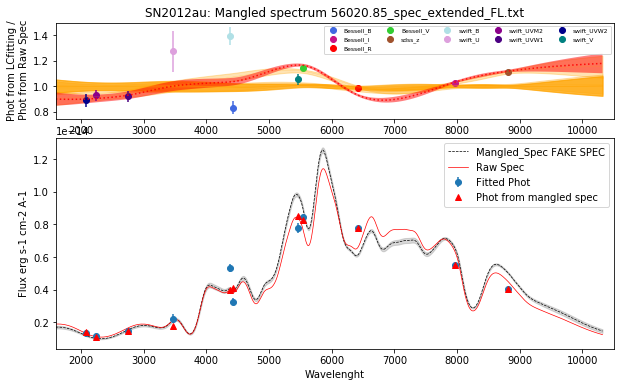 SN2012au: Mangled spectrum 56020.85_spec_extended_FL.txt
Phot from LCfitting /
Phot from Raw Spec
1.4
1.2
1.0
0.8
Bessell_B
Bessell_I
Bessell_R
Bessell_V
sdss_z
swift_B
swift_U
swift_UVM2
swift_UVW1
swift_UVW2
swift_V
2000 3000 4000 5000 6000 7000 8000 9000 10000
1e−14
Flux erg s-1 cm-2 A-1
1.2
1.0
0.8
0.6
0.4
0.2
Mangled_Spec FAKE SPEC
Raw Spec
Fitted Phot
Phot from mangled spec
2000 3000 4000 5000 6000 7000 8000 9000 10000
Wavelenght